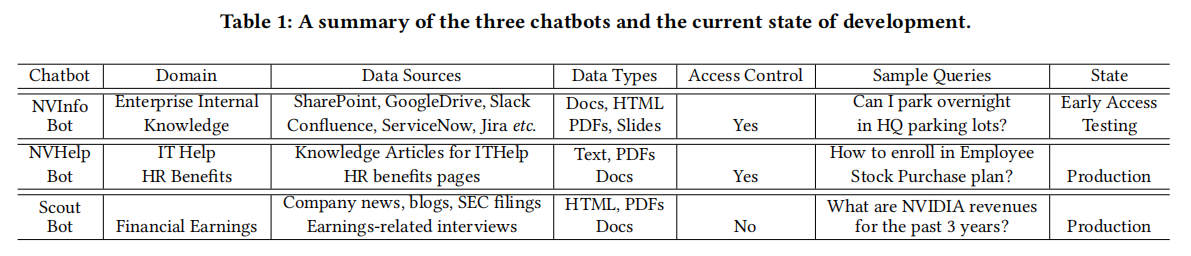 Table 1: A summary of the three chatbots and the current state of development.
Chatbot Domain Data Sources Data Types Access Control Sample Queries State
NVInfo Enterprise Internal SharePoint, GoogleDrive, Slack Docs, HTML Can I park overnight Early Access
Bot Knowledge Confluence, ServiceNow, Jira etc. PDFs, Slides Yes in HQ parking lots? Testing
NVHelp IT Help Knowledge Articles for ITHelp Text, PDFs How to enroll in Employee
Bot HR Benefits HR benefits pages Docs Yes Stock Purchase plan? Production
Scout Company news, blogs, SEC filings HTML, PDFs What are NVIDIA revenues
Bot Financial Earnings Earnings-related interviews Docs No for the past 3 years? Production